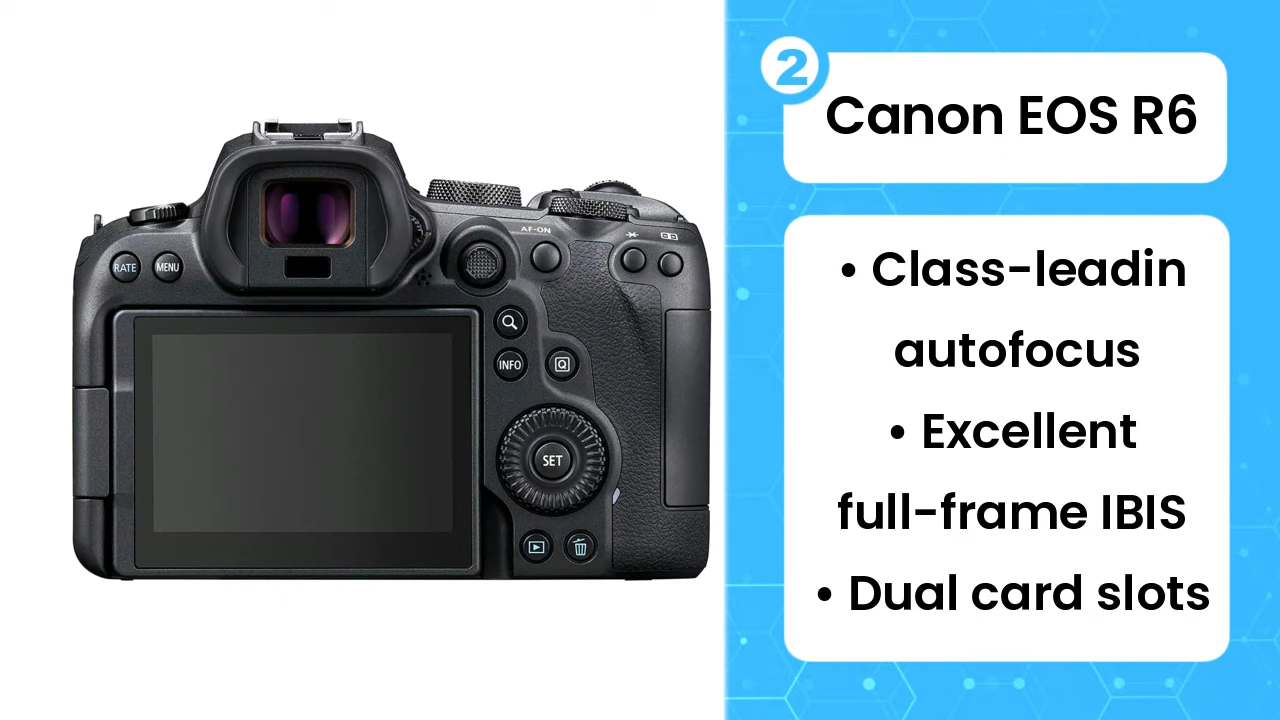 2
Canon EOS R6
• Class-leadin
autofocus
• Excellent
full-frame IBIS
• Dual card slots
AF-ON
RATE
MENU
INFO
Q
SET